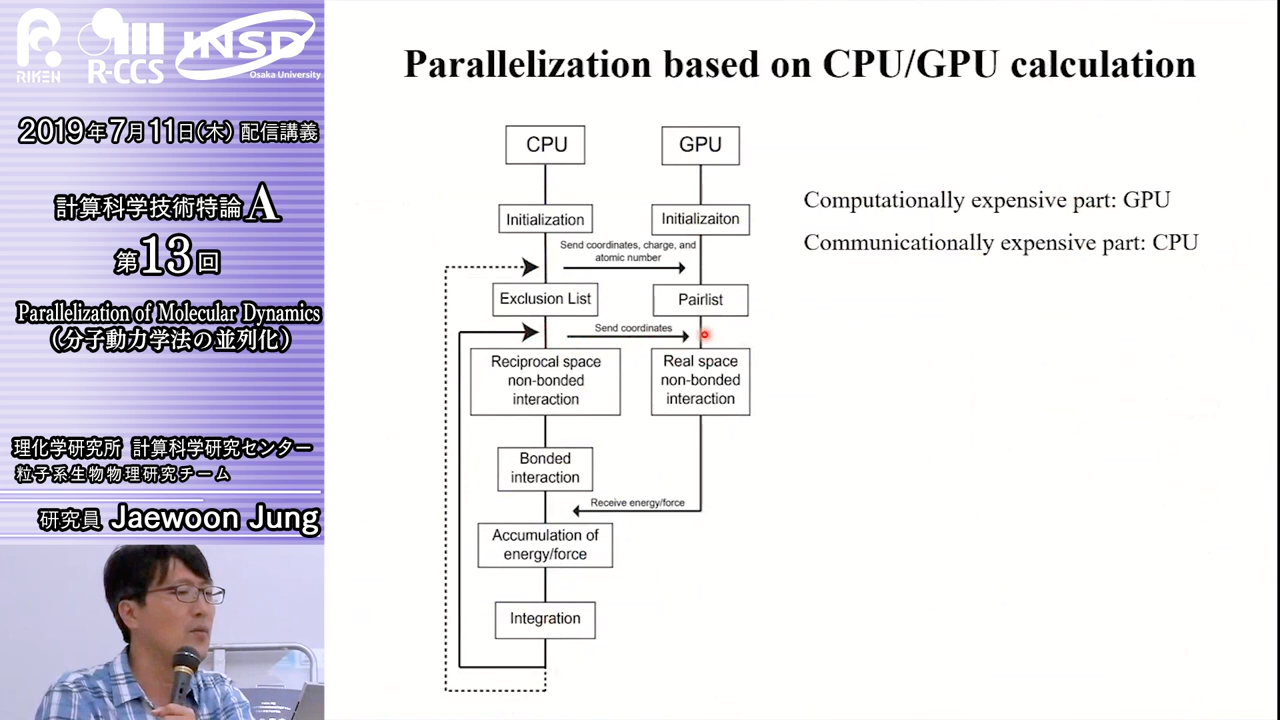 RIKEN
R-CCS
INSD
Osaka University
2019年7月11日(木) 配信講義
計算科学技術特論A
第13回
Parallelization of Molecular Dynamics
(分子動力学法の並列化)
理化学研究所 計算科学研究センター
粒子系生物物理研究チーム
研究員 Jaewoon Jung
Parallelization based on CPU/GPU calculation
CPU
GPU
Initialization
Initializaiton
Send coordinates, charge, and
atomic number
Exclusion List
Pairlist
Send coordinates
Reciprocal space
non-bonded
interaction
Real space
non-bonded
interaction
Bonded
interaction
Receive energy/force
Accumulation of
energy/force
Integration
Computationally expensive part: GPU
Communicationally expensive part: CPU